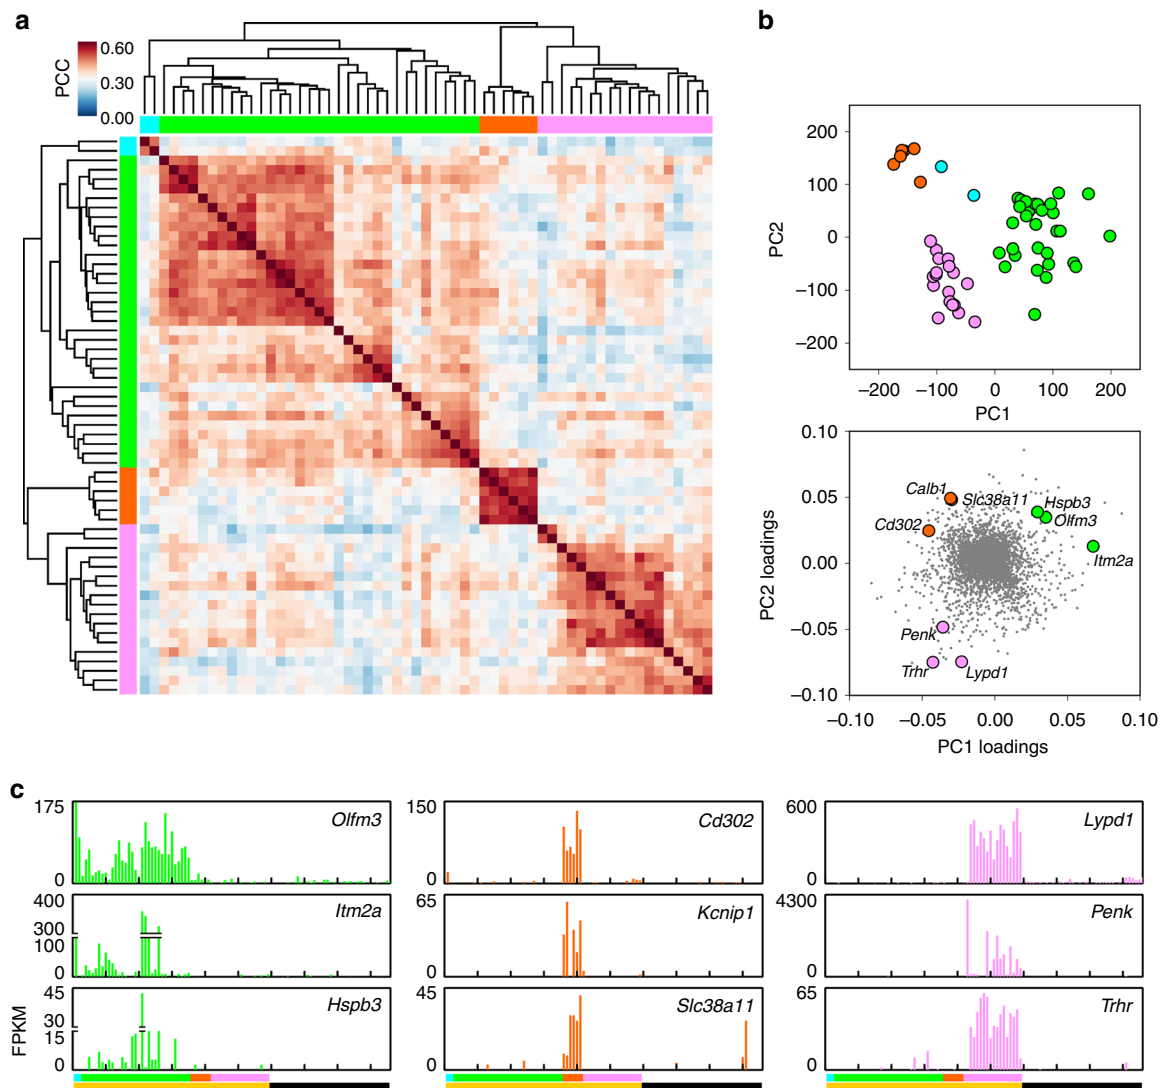 a
PCC
0.60
0.30
0.00
b
PC2
200
100
0
−100
−200
−200 −100 0 100 200
PC1
PC2 loadings
0.10
0.05
0.00
−0.05
−0.10
Calb1
Slc38a11
Hspb3
Cd302
Olfm3
Itm2a
Penk
Trhr
Lypd1
−0.10 −0.05 0.00 0.05 0.10
PC1 loadings
c
FPKM
175
0
Olfm3
150
0
Cd302
600
0
Lypd1
400
300
100
0
Itm2a
65
0
Kcnip1
4300
0
Penk
45
30
15
0
Hspb3
45
0
Slc38a11
65
0
Trhr